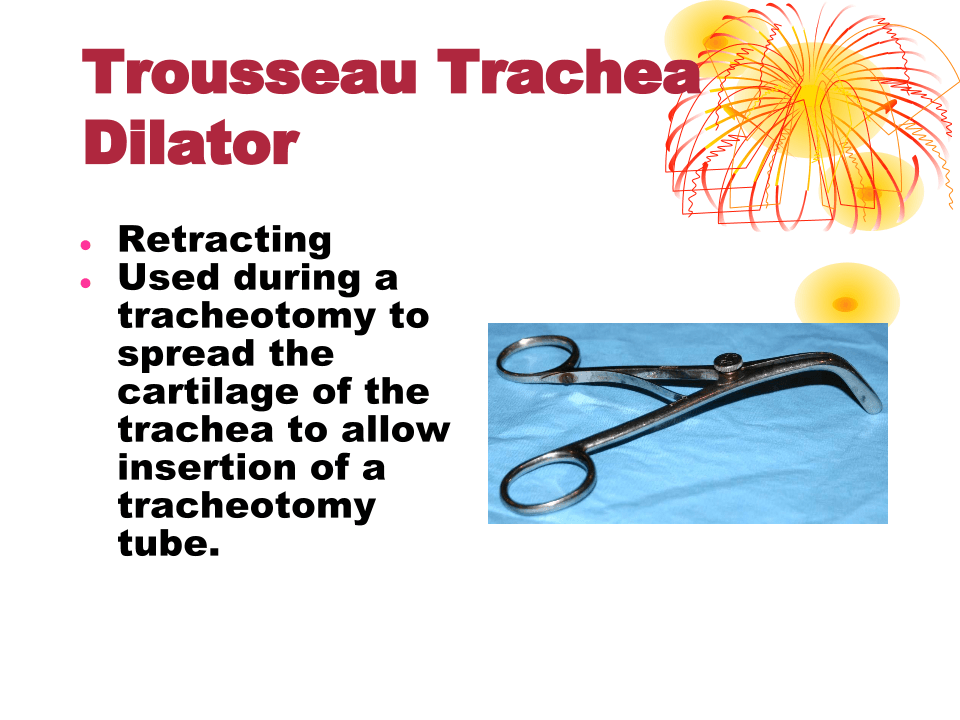 Trousseau Trachea
Dilator
• Retracting
• Used during a
tracheotomy to
spread the
cartilage of the
trachea to allow
insertion of a
tracheotomy
tube.